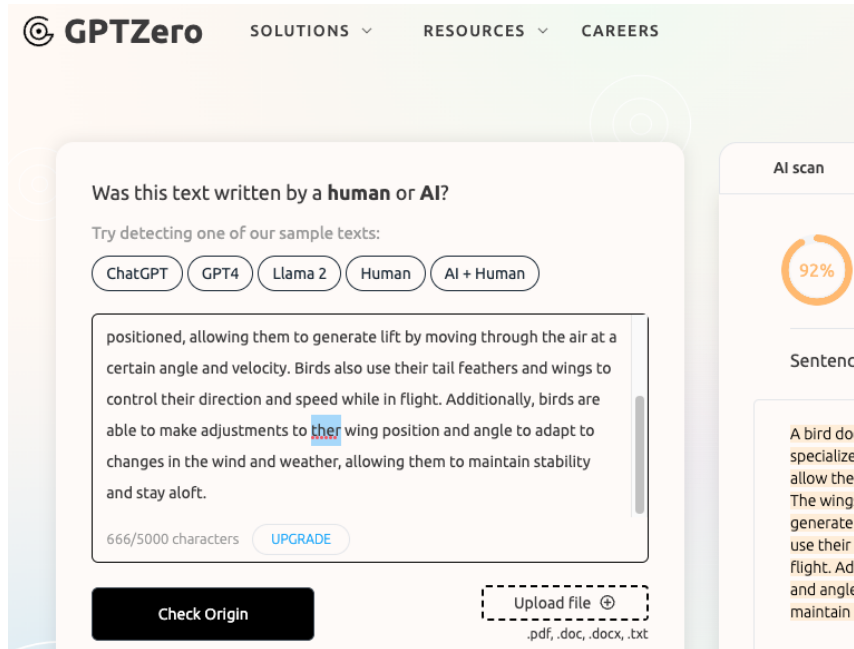 GPTZero SOLUTIONS RESOURCES CAREERS
Was this text written by a human or AI?
Try detecting one of our sample texts:
ChatGPT GPT4 Llama 2 Human AI + Human
positioned, allowing them to generate lift by moving through the air at a
certain angle and velocity. Birds also use their tail feathers and wings to
control their direction and speed while in flight. Additionally, birds are
able to make adjustments to ther wing position and angle to adapt to
changes in the wind and weather, allowing them to maintain stability
and stay aloft.
666/5000 characters UPGRADE
Check Origin
Upload file
.pdf, .doc, .docx, .txt
AI scan
92%
Sentenc
A bird do
specialize
allow the
The wing
generate
use their
flight. Ad
and angle
maintain